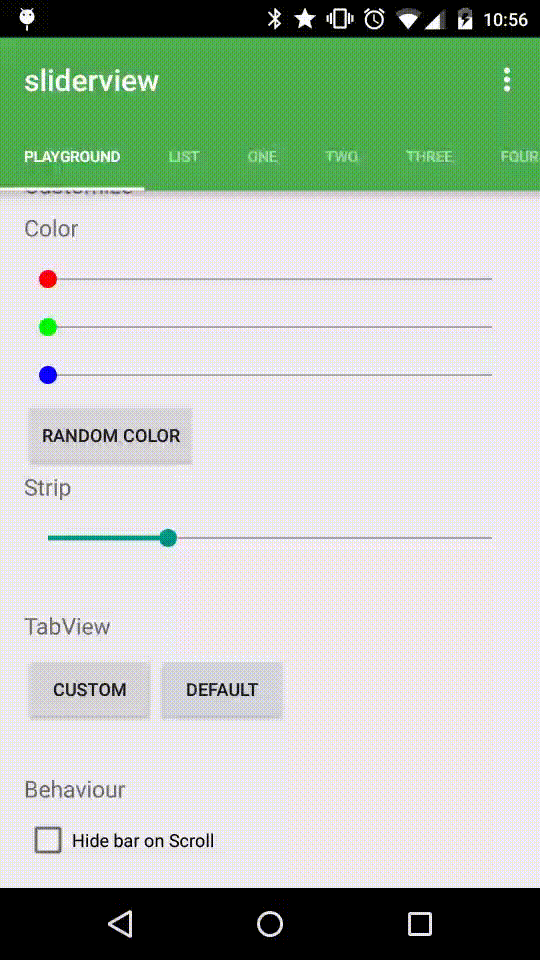 10:56
sliderview
PLAYGROUND LIST ONE TWO THREE FOUR
Customize
Color
RANDOM COLOR
Strip
TabView
CUSTOM DEFAULT
Behaviour
Hide bar on Scroll